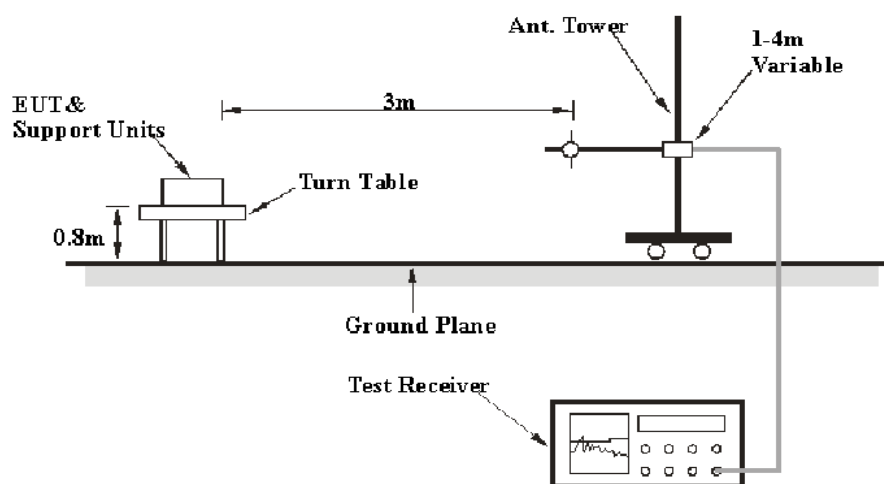 Ant. Tower
1-4m
Variable
3m
EUT&
Support Units
Turn Table
0.8m
Ground Plane
Test Receiver